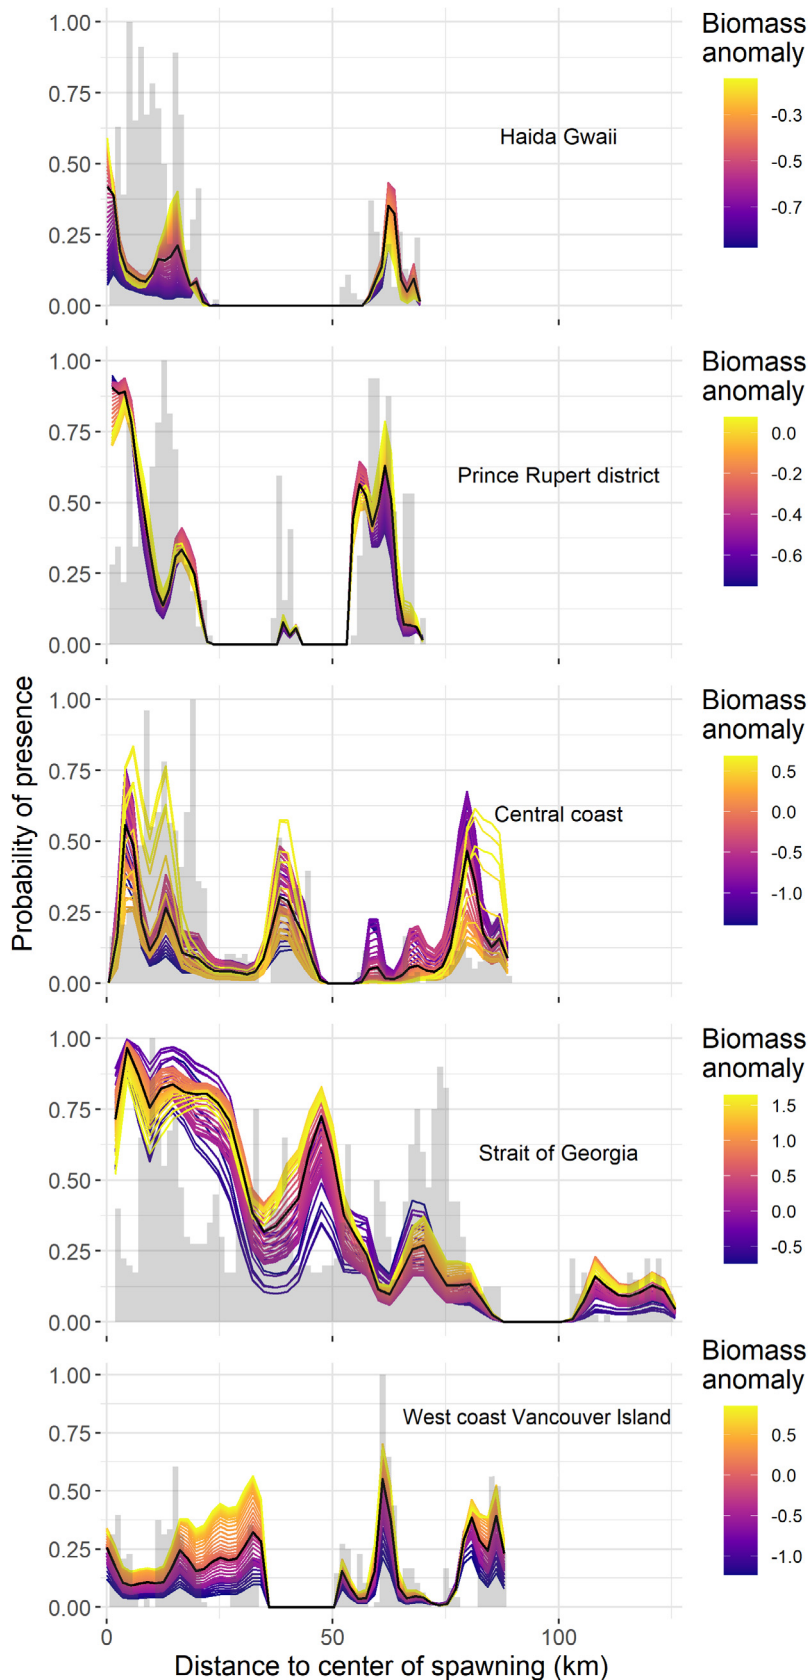 1.00
0.75
0.50
0.25
0.00
Haida Gwaii
Biomass
anomaly
-0.3
-0.5
-0.7
1.00
0.75
0.50
0.25
0.00
Prince Rupert district
Biomass
anomaly
0.0
-0.2
-0.4
-0.6
Probability of presence
1.00
0.75
0.50
0.25
0.00
Central coast
Biomass
anomaly
0.5
0.0
-0.5
-1.0
1.00
0.75
0.50
0.25
0.00
Strait of Georgia
Biomass
anomaly
1.5
1.0
0.5
0.0
-0.5
1.00
0.75
0.50
0.25
0.00
West coast Vancouver Island
Biomass
anomaly
0.5
0.0
-0.5
-1.0
0 50 100
Distance to center of spawning (km)